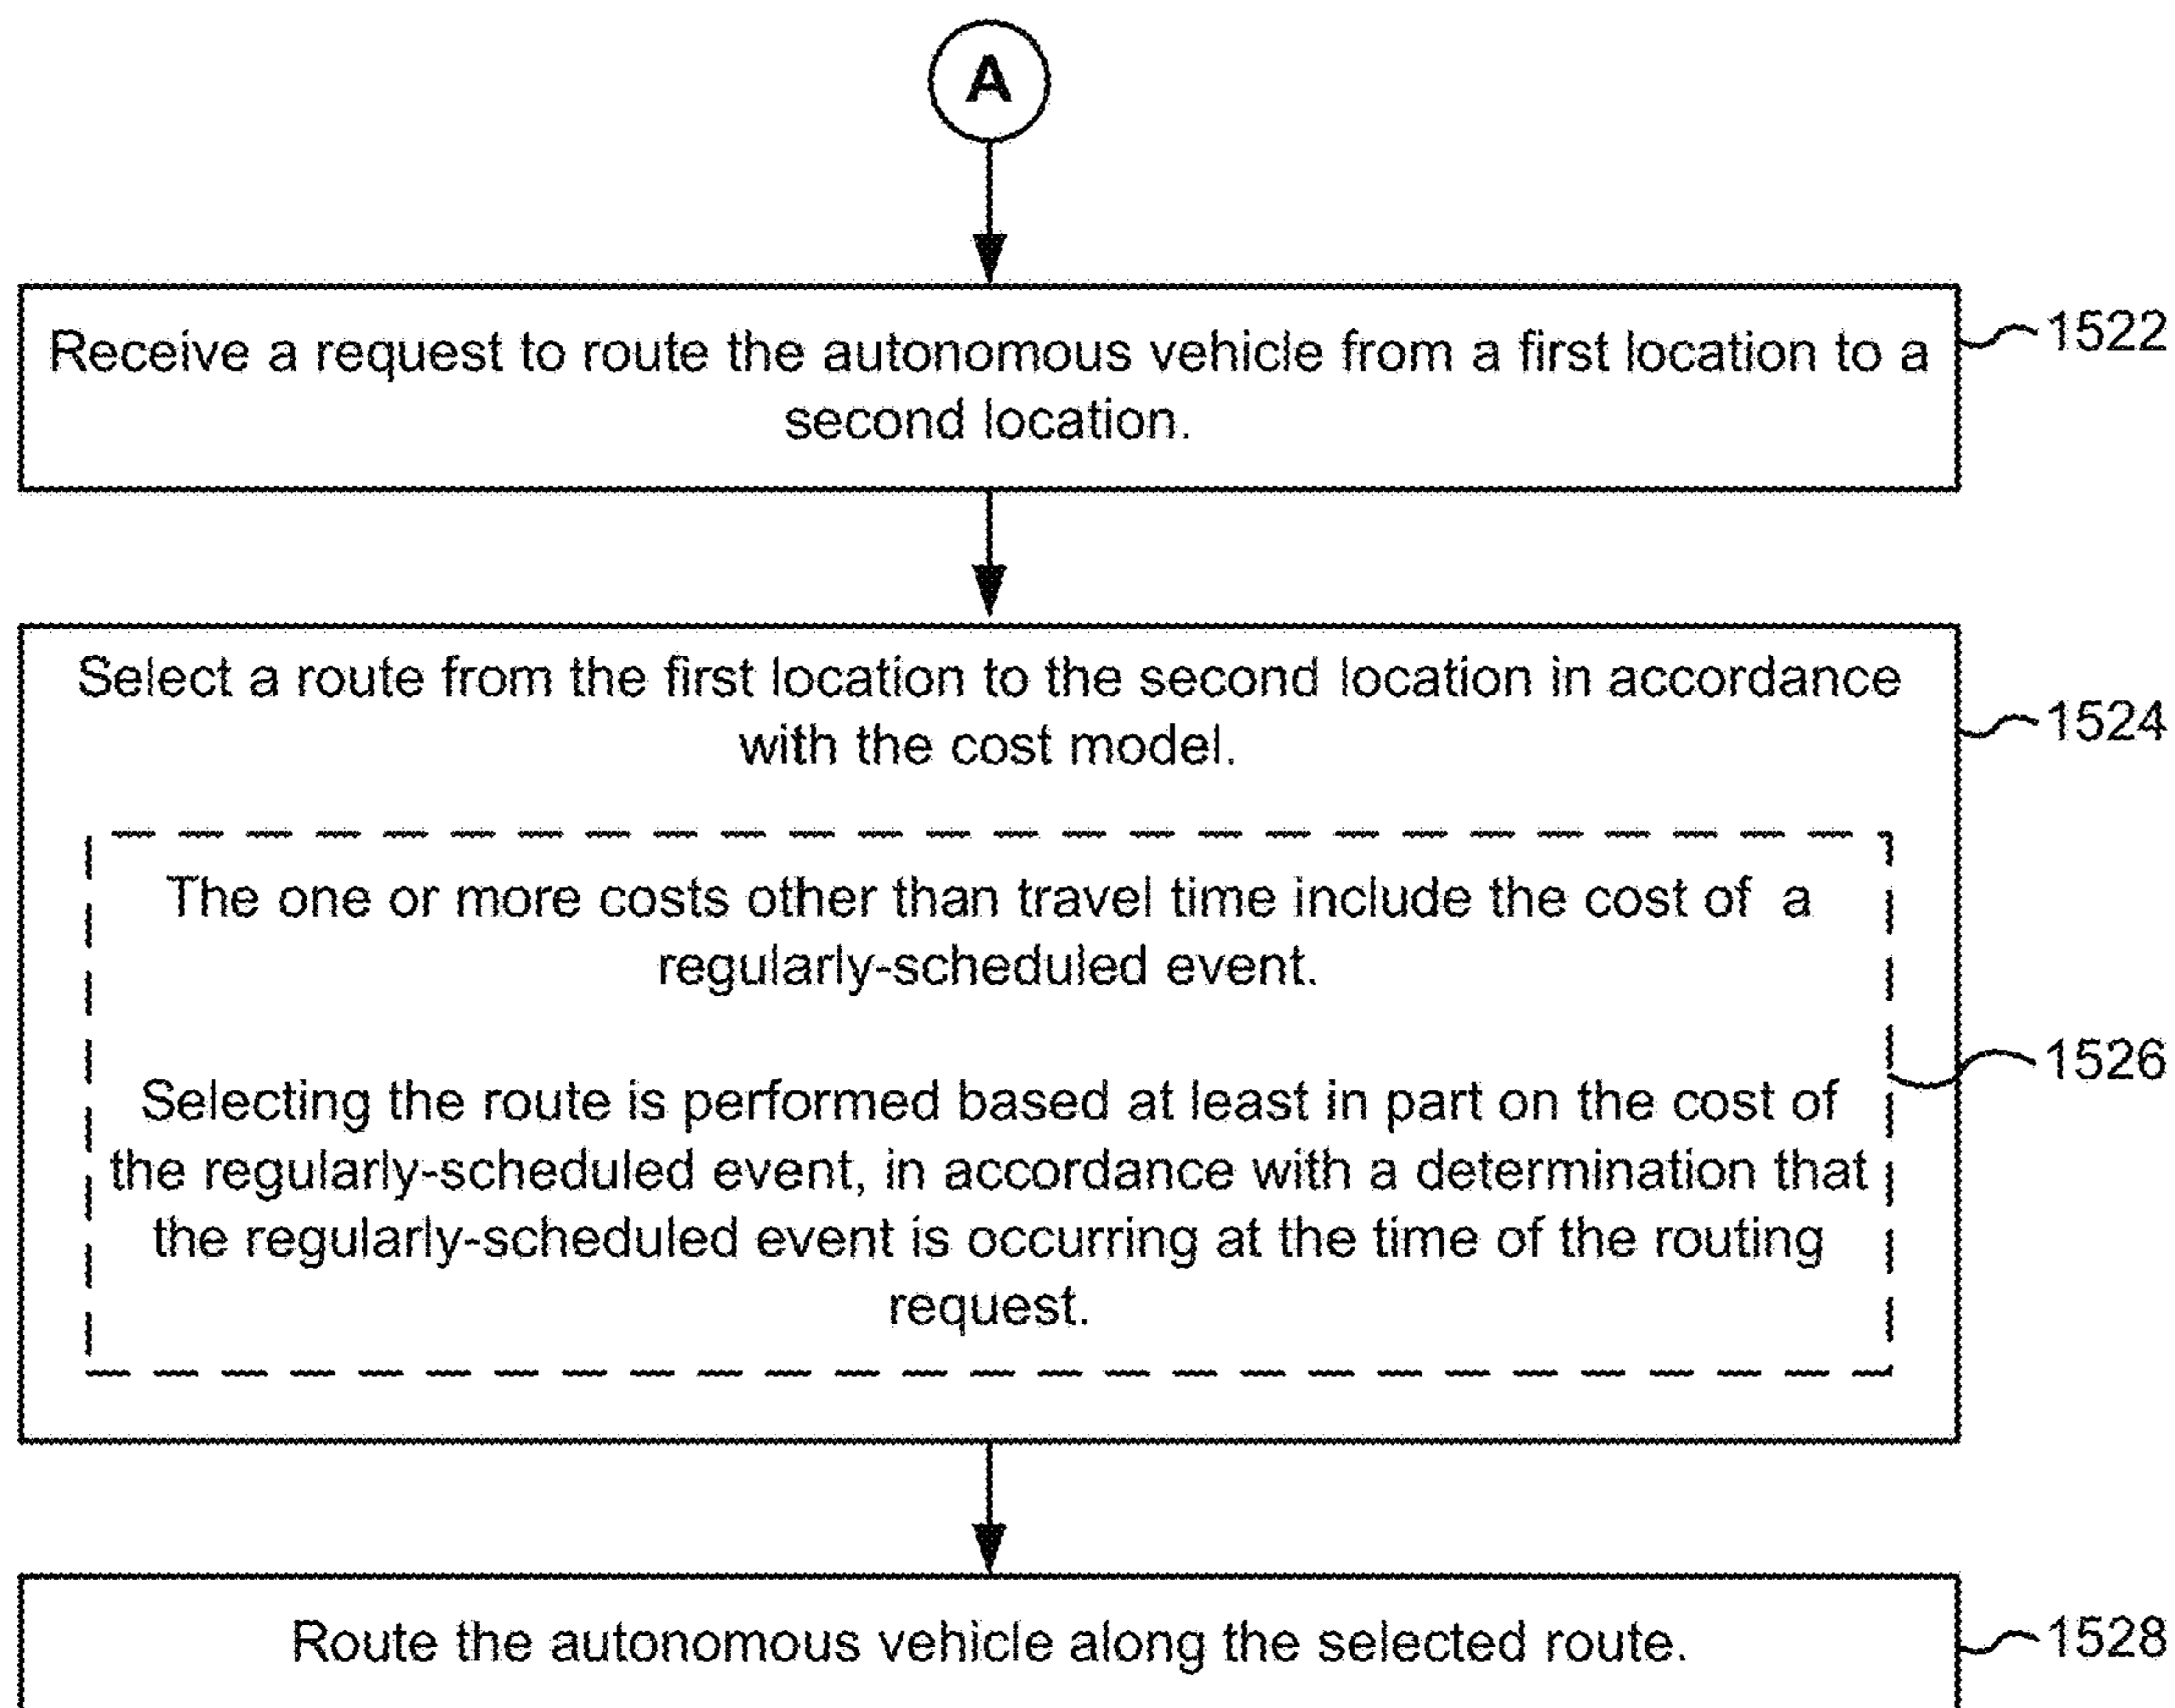 A
Receive a request to route the autonomous vehicle from a first location to a
second location.
1522
Select a route from the first location to the second location in accordance
with the cost model.
1524
The one or more costs other than travel time include the cost of a
regularly-scheduled event.
Selecting the route is performed based at least in part on the cost of
the regularly-scheduled event, in accordance with a determination that
the regularly-scheduled event is occurring at the time of the routing
request.
1526
Route the autonomous vehicle along the selected route.
1528